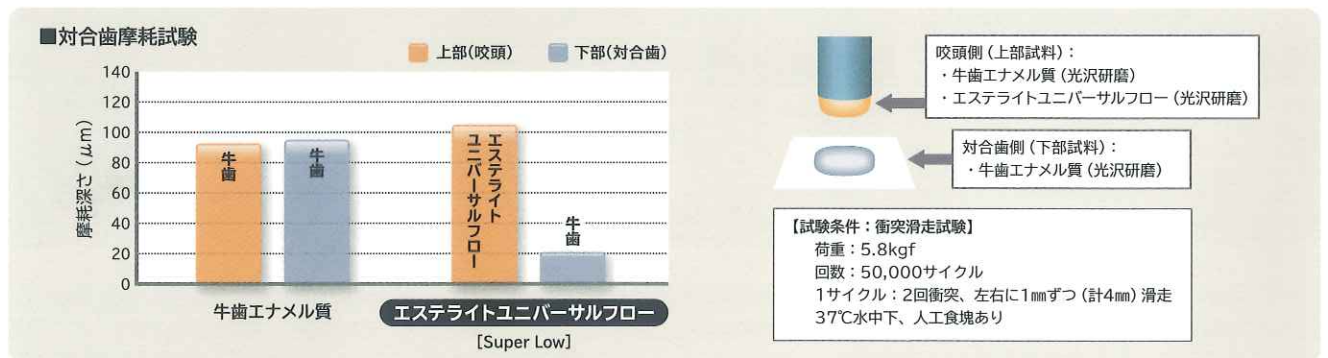 ■対合歯摩耗試験
上部(咬頭) 下部(対合歯)
摩耗深さ(μm)
140
120
100
80
60
40
20
0
牛歯
牛歯
エステライト
ユニバーサルフロー
牛歯
牛歯エナメル質
エステライトユニバーサルフロー
[Super Low]
咬頭側(上部試料):
・牛歯エナメル質(光沢研磨)
・エステライトユニバーサルフロー(光沢研磨)
対合歯側(下部試料):
・牛歯エナメル質(光沢研磨)
【試験条件:衝突滑走試験】
荷重:5.8kgf
回数:50,000サイクル
1サイクル:2回衝突、左右に1mmずつ(計4mm)滑走
37℃水中下、人工食塊あり